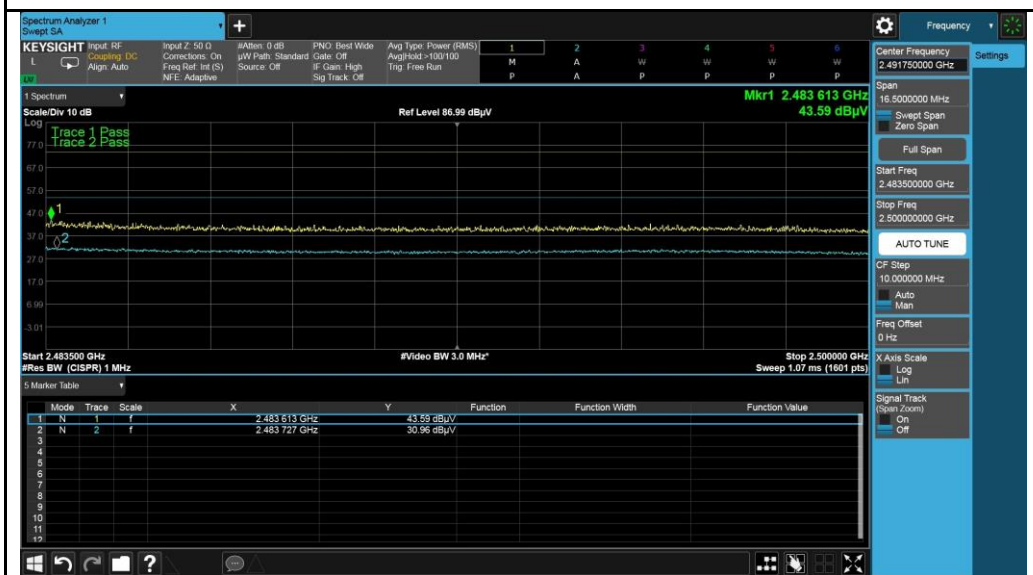 Spectrum Analyzer 1
Swept SA
+
Frequency
KEYSIGHT
L
Input: RF
Coupling: DC
Align: Auto
Input Z: 50 Ω
Corrections: On
Freq Ref: Int (S)
NFE: Adaptive
#Atten: 0 dB
µW Path: Standard
Source: Off
PNO: Best Wide
Gate: Off
IF Gain: High
Sig Track: Off
Avg Type: Power (RMS)
Avg|Hold:>100/100
Trig: Free Run
1 2 3 4 5 6
M A W W W W
P A P P P P
1 Spectrum
Scale/Div 10 dB
Ref Level 86.99 dBµV
Mkr1 2.483 613 GHz
43.59 dBµV
Log
Trace 1 Pass
Trace 2 Pass
77.0
67.0
57.0
47.0
37.0
27.0
17.0
6.99
-3.01
1
2
Start 2.483500 GHz
#Video BW 3.0 MHz*
Stop 2.500000 GHz
#Res BW (CISPR) 1 MHz
Sweep 1.07 ms (1601 pts)
5 Marker Table
Mode Trace Scale X Y Function Function Width Function Value
1 N 1 f 2.483 613 GHz 43.59 dBµV
2 N 2 f 2.483 727 GHz 30.96 dBµV
3
4
5
6
7
8
9
10
11
12
?
Center Frequency
2.491750000 GHz
Settings
Span
16.5000000 MHz
Swept Span
Zero Span
Full Span
Start Freq
2.483500000 GHz
Stop Freq
2.500000000 GHz
AUTO TUNE
CF Step
10.000000 MHz
Auto
Man
Freq Offset
0 Hz
X Axis Scale
Log
Lin
Signal Track
(Span Zoom)
On
Off